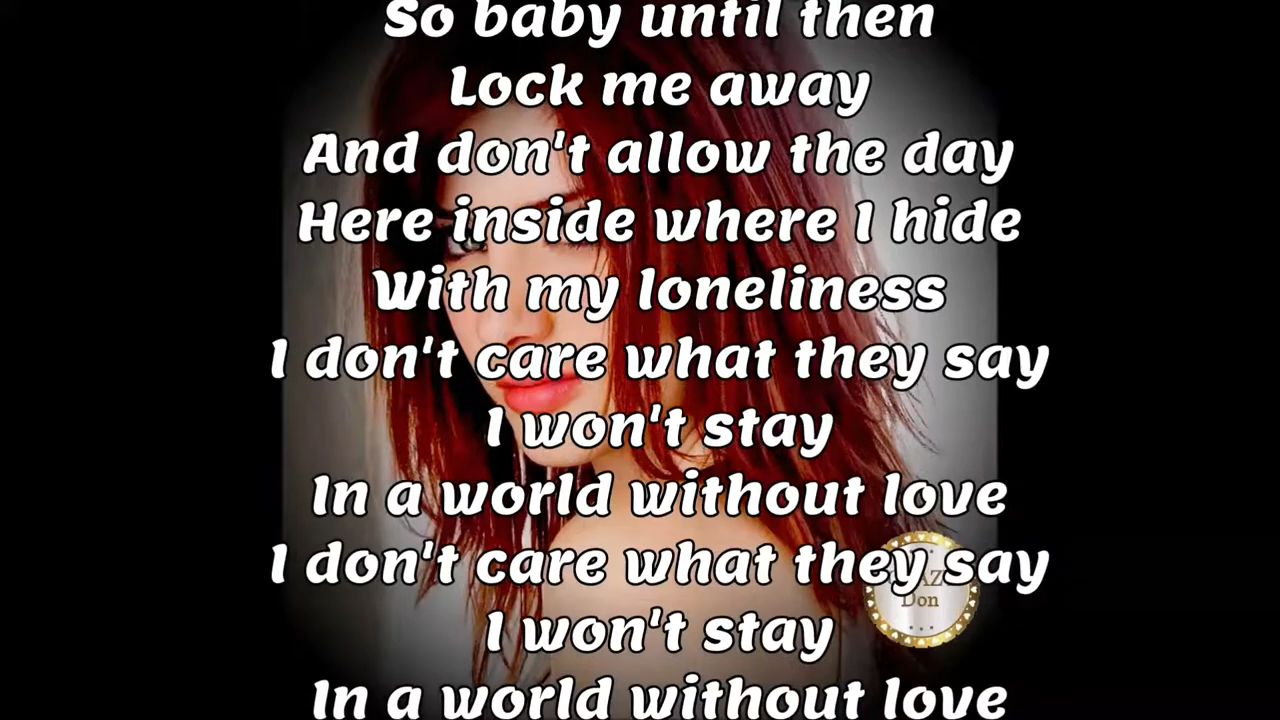 So baby until then
Lock me away
And don't allow the day
Here inside where I hide
With my loneliness
I don't care what they say
I won't stay
In a world without love
I don't care what they say
I won't stay
In a world without love
Don